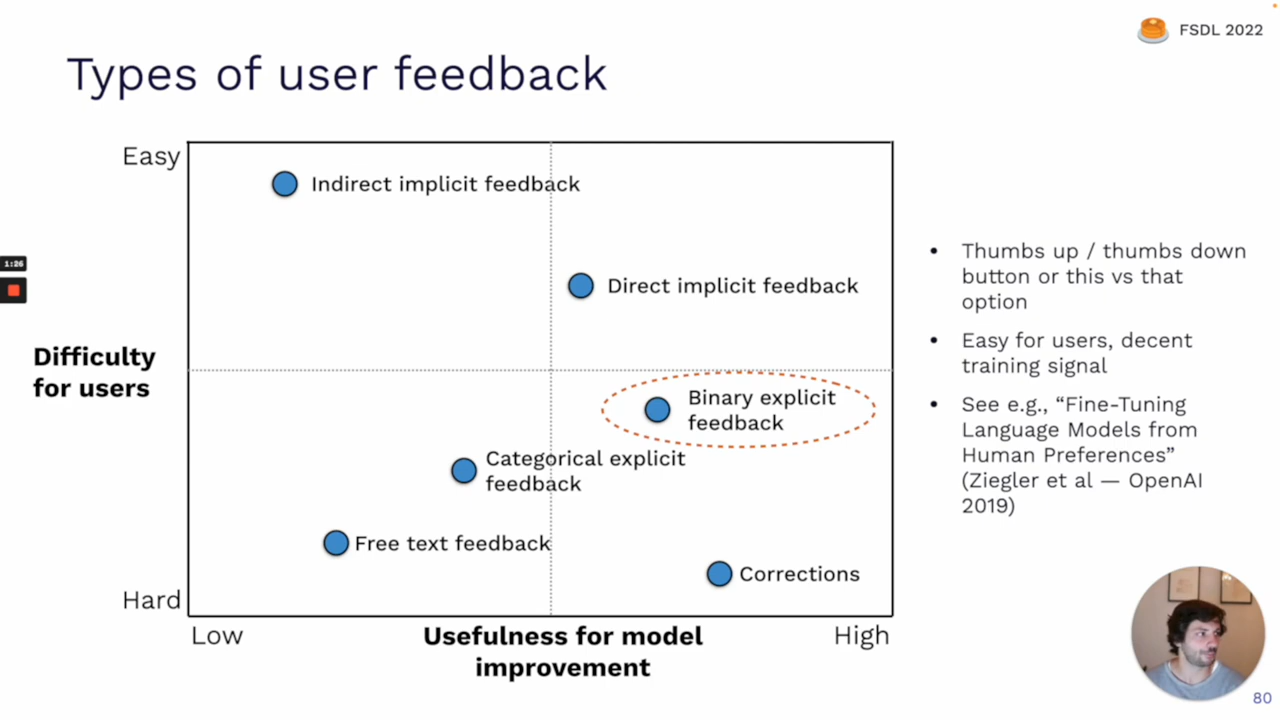 FSDL 2022
Types of user feedback
Easy
Indirect implicit feedback
Direct implicit feedback
1:26
Difficulty
for users
Binary explicit
feedback
Categorical explicit
feedback
Free text feedback
Corrections
Hard
Low
Usefulness for model
improvement
High
• Thumbs up / thumbs down
button or this vs that
option
• Easy for users, decent
training signal
• See e.g., “Fine-Tuning
Language Models from
Human Preferences”
(Ziegler et al — OpenAI
2019)
80